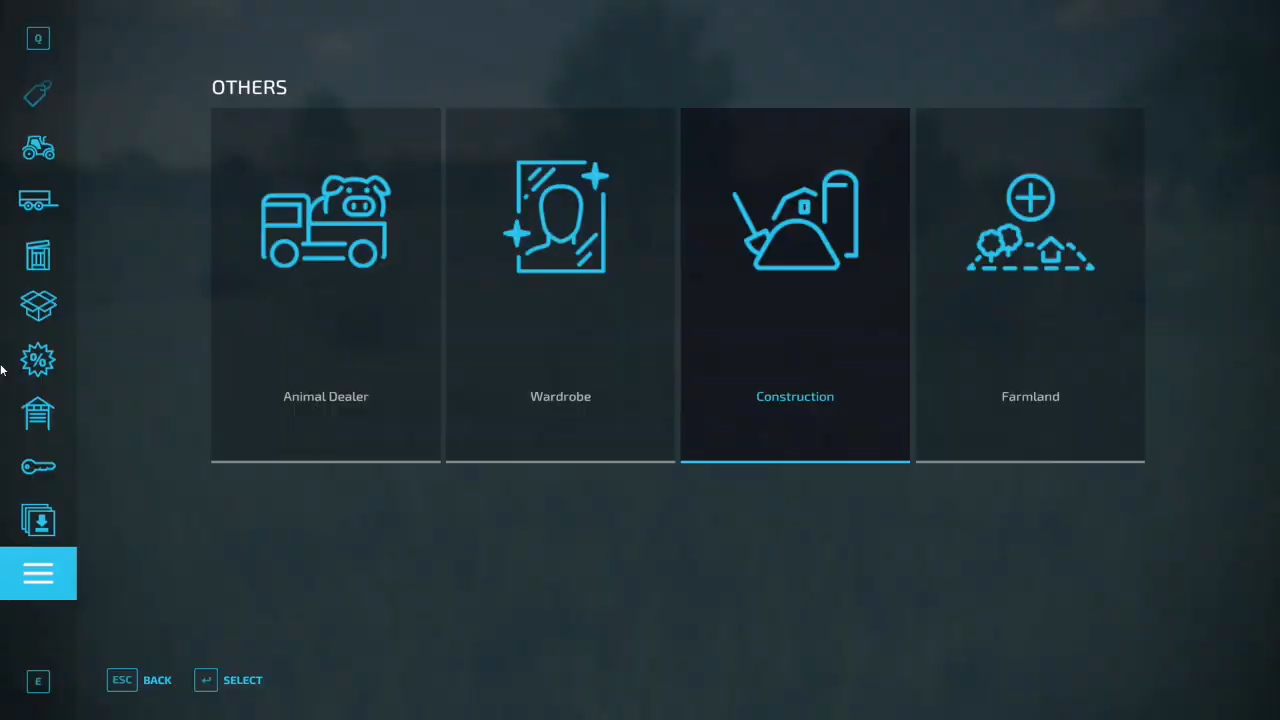 Q
OTHERS
%
Animal Dealer
Wardrobe
Construction
Farmland
E
ESC BACK
↵ SELECT